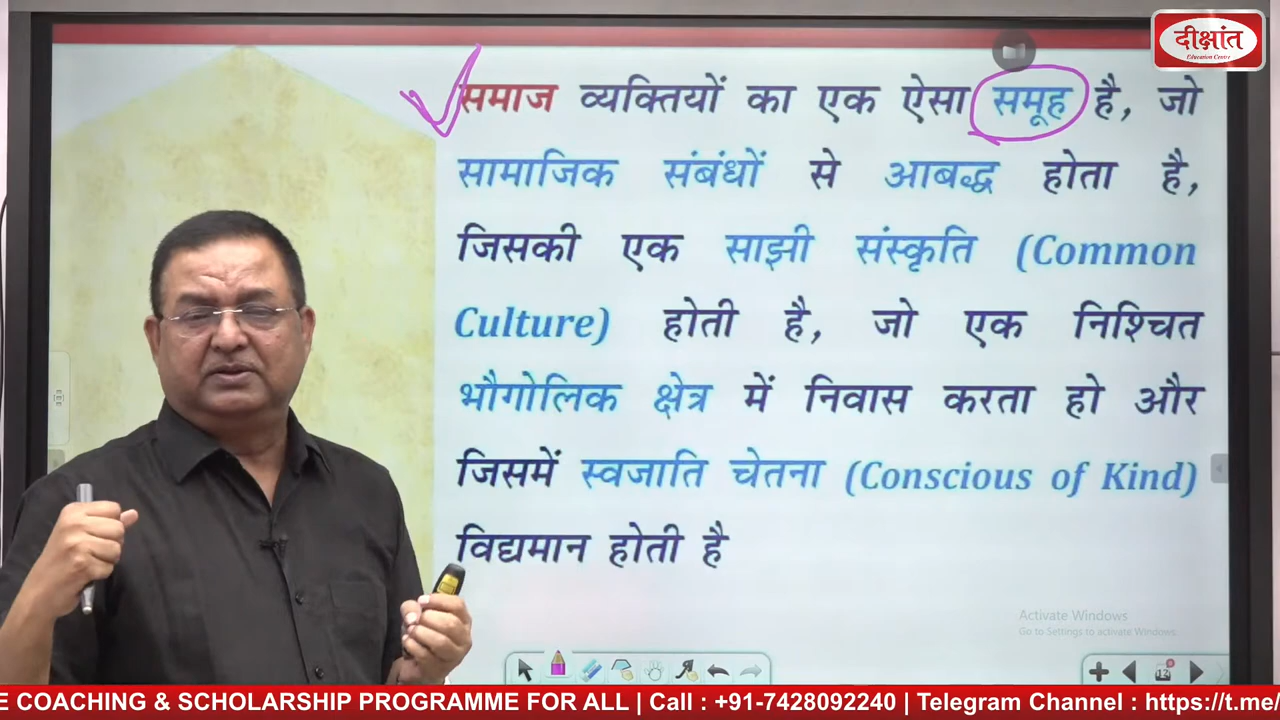 दीक्षांत
Education Centre
समाज व्यक्तियों का एक ऐसा समूह है, जो
सामाजिक संबंधों से आबद्ध होता है,
जिसकी एक साझी संस्कृति (Common
Culture) होती है, जो एक निश्चित
भौगोलिक क्षेत्र में निवास करता हो और
जिसमें स्वजाति चेतना (Conscious of Kind)
विद्यमान होती है
Activate Windows
Go to Settings to activate Windows.
E COACHING & SCHOLARSHIP PROGRAMME FOR ALL | Call : +91-7428092240 | Telegram Channel : https://t.me/